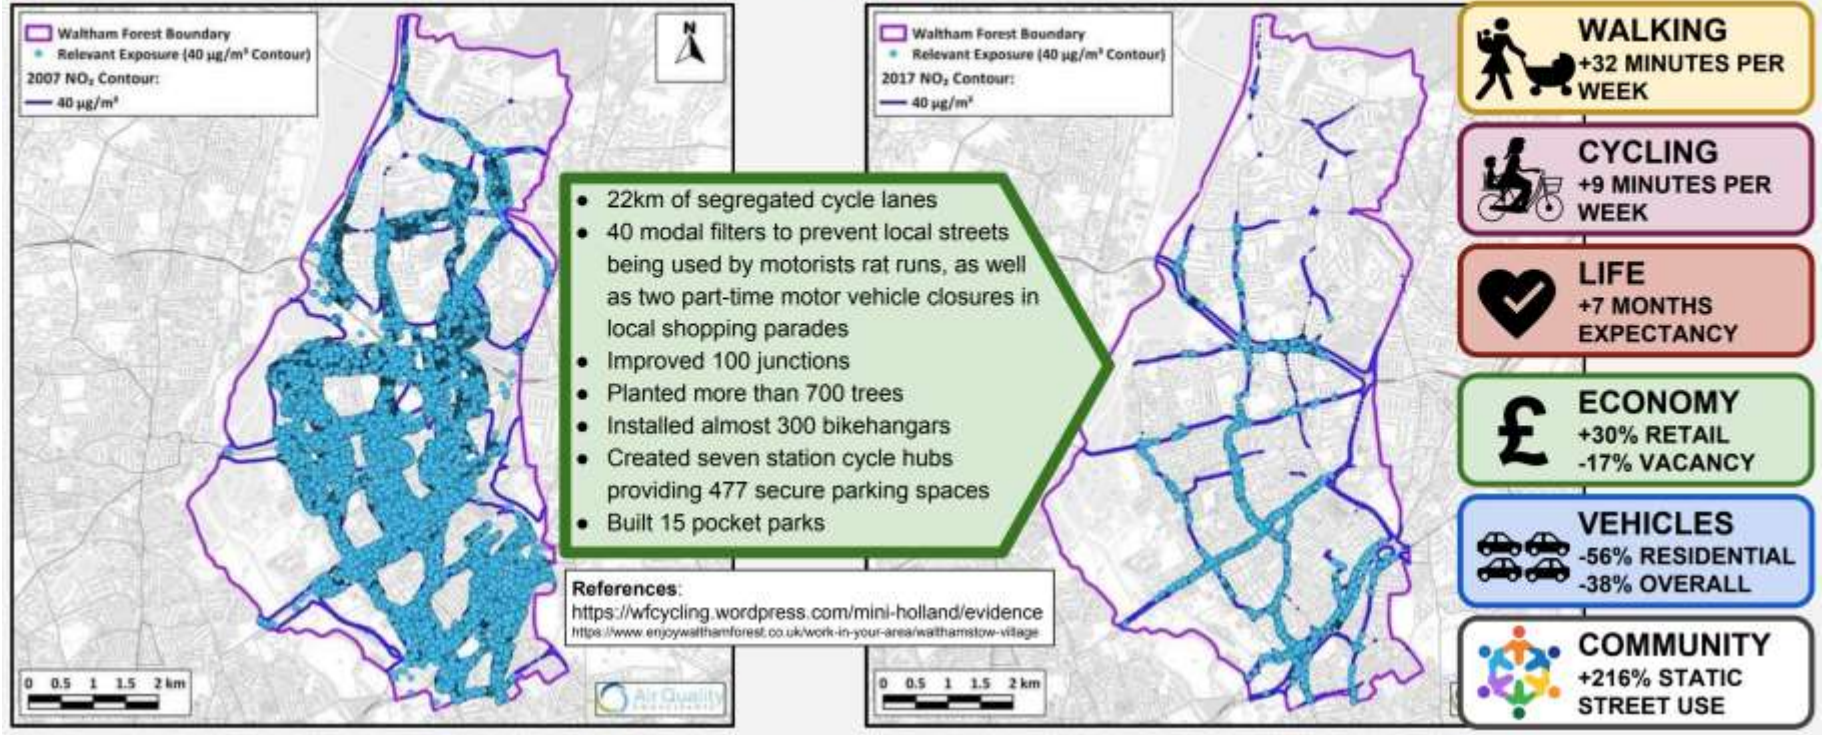 Waltham Forest Boundary
Relevant Exposure (40 µg/m³ Contour)
2007 NO₂ Contour:
40 µg/m³
N
0 0.5 1 1.5 2 km
Air Quality
● 22km of segregated cycle lanes
● 40 modal filters to prevent local streets
being used by motorists rat runs, as well
as two part-time motor vehicle closures in
local shopping parades
● Improved 100 junctions
● Planted more than 700 trees
● Installed almost 300 bikehangars
● Created seven station cycle hubs
providing 477 secure parking spaces
● Built 15 pocket parks
References:
https://wfcycling.wordpress.com/mini-holland/evidence
https://www.enjoywalthamforest.co.uk/work-in-your-area/walthamstow-village
Waltham Forest Boundary
Relevant Exposure (40 µg/m³ Contour)
2017 NO₂ Contour:
40 µg/m³
0 0.5 1 1.5 2 km
WALKING
+32 MINUTES PER
WEEK
CYCLING
+9 MINUTES PER
WEEK
LIFE
+7 MONTHS
EXPECTANCY
£
ECONOMY
+30% RETAIL
-17% VACANCY
VEHICLES
-56% RESIDENTIAL
-38% OVERALL
COMMUNITY
+216% STATIC
STREET USE